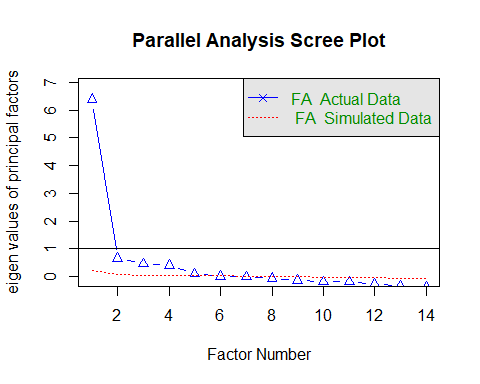 Parallel Analysis Scree Plot
eigen values of principal factors
7
6
5
4
3
2
1
0
FA  Actual Data
FA  Simulated Data
2 4 6 8 10 12 14
Factor Number